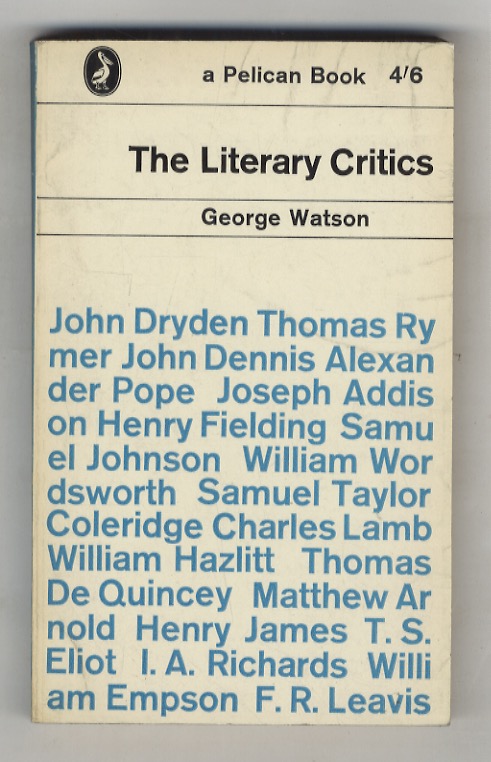 a Pelican Book 4/6
The Literary Critics
George Watson
John Dryden Thomas Ry
mer John Dennis Alexan
der Pope Joseph Addis
on Henry Fielding Samu
el Johnson William Wor
dsworth Samuel Taylor
Coleridge Charles Lamb
William Hazlitt Thomas
De Quincey Matthew Ar
nold Henry James T. S.
Eliot I. A. Richards Willi
am Empson F. R. Leavis